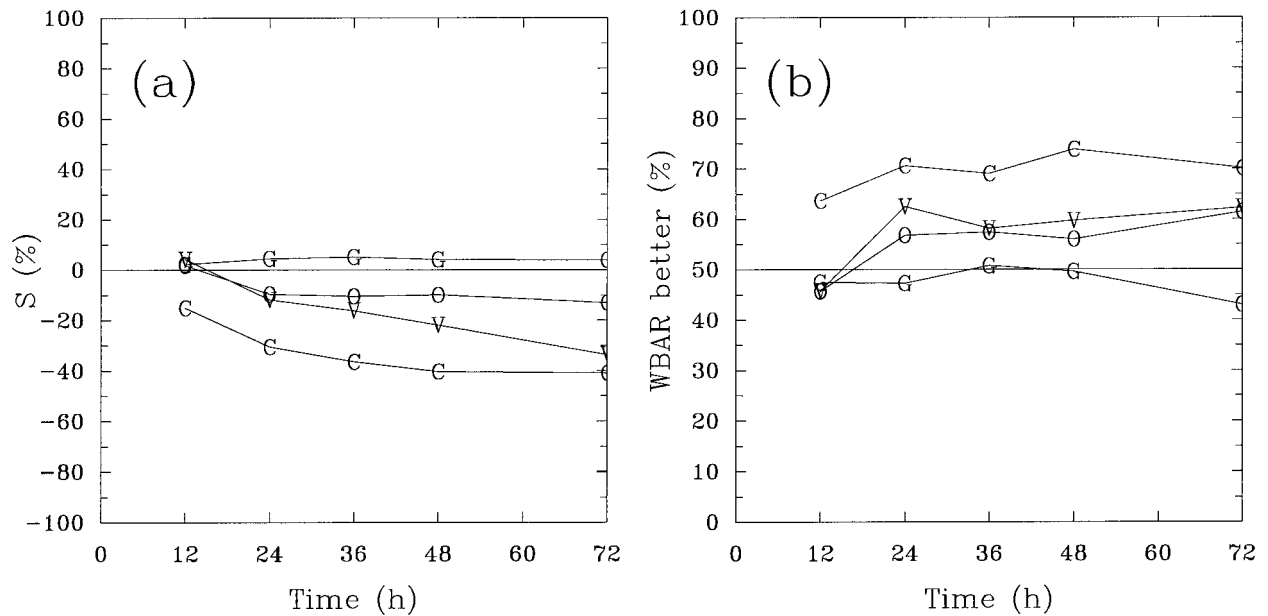 (a)
S (%)
100
80
60
40
20
0
-20
-40
-60
-80
-100
0 12 24 36 48 60 72
Time (h)
V G G G G G
O O O O O
V V V V
C C C C C
(b)
WBAR better (%)
100
90
80
70
60
50
40
30
20
10
0
0 12 24 36 48 60 72
Time (h)
C C C C C
V V V V V
O O O O O
G G G G G